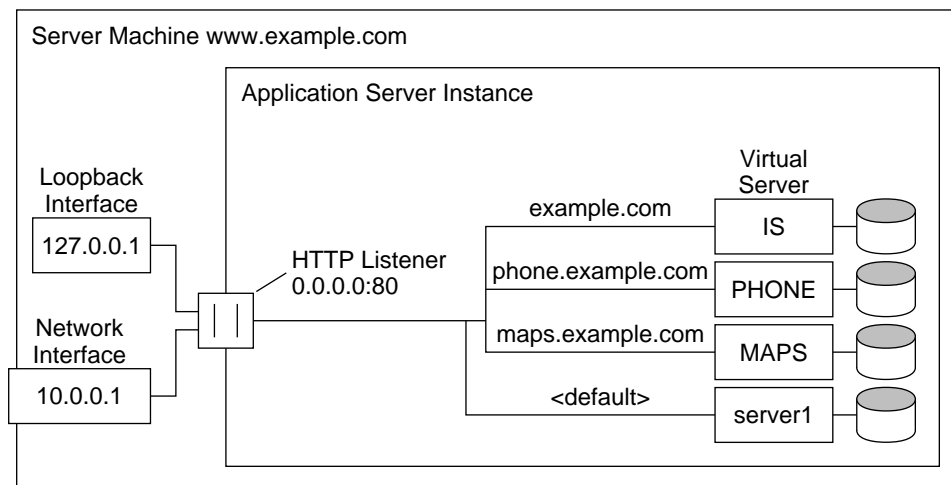 Server Machine www.example.com
Application Server Instance
Loopback
Interface
127.0.0.1
Network
Interface
10.0.0.1
HTTP Listener
0.0.0.0:80
Virtual
Server
example.com
IS
phone.example.com
PHONE
maps.example.com
MAPS
<default>
server1